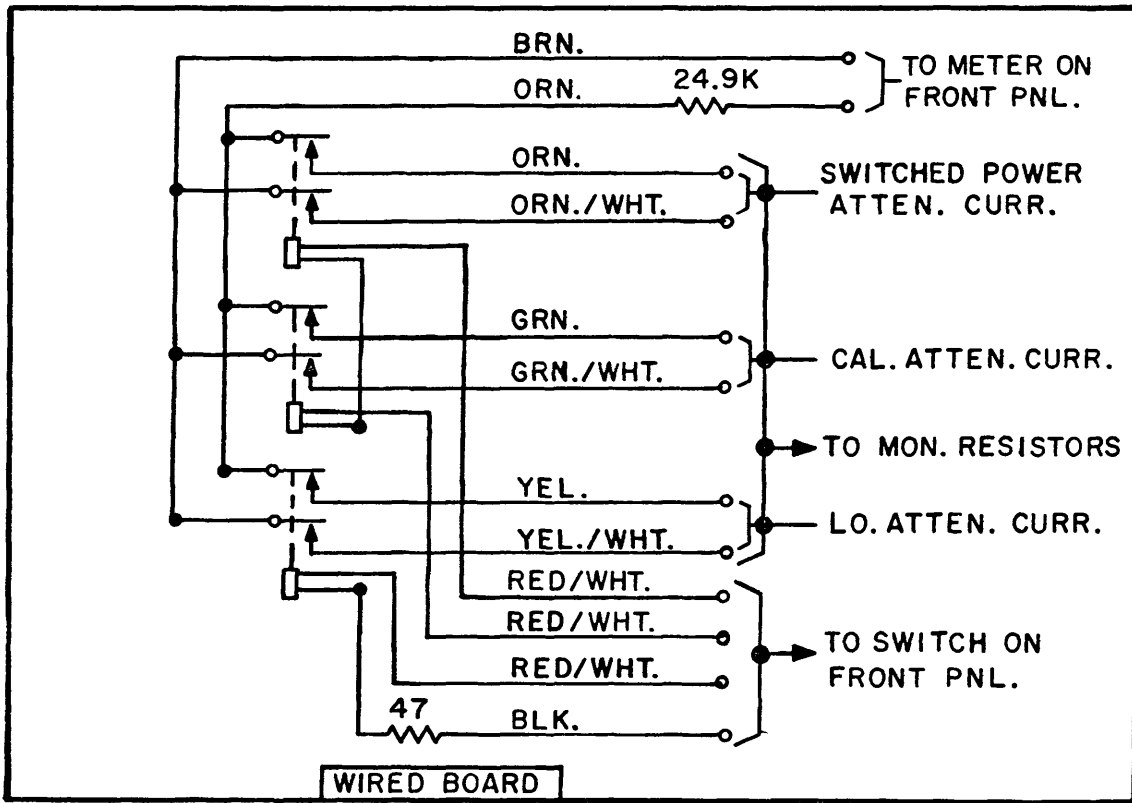 BRN.
TO METER ON
FRONT PNL.
ORN.
24.9K
ORN.
SWITCHED POWER
ATTEN. CURR.
ORN./WHT.
GRN.
CAL. ATTEN. CURR.
GRN./WHT.
TO MON. RESISTORS
YEL.
LO. ATTEN. CURR.
YEL./WHT.
RED/WHT.
RED/WHT.
TO SWITCH ON
FRONT PNL.
RED/WHT.
47
BLK.
WIRED BOARD